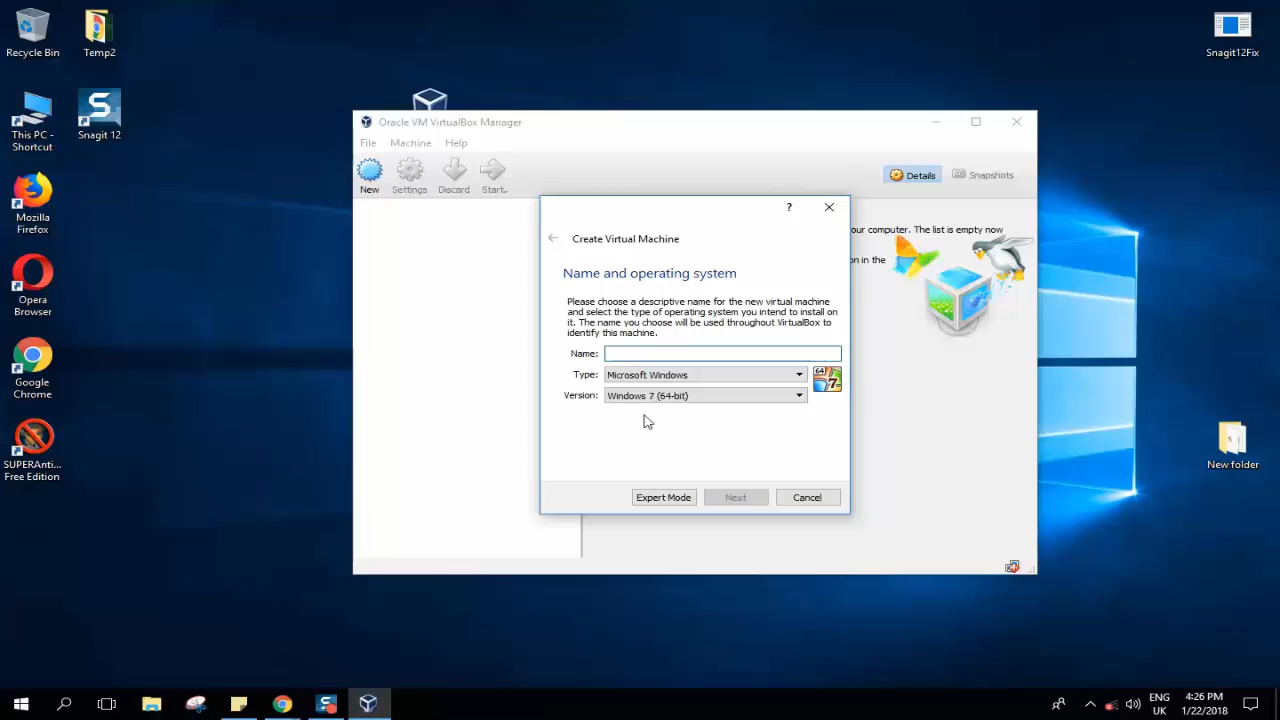 Recycle Bin
Temp2
Snagit12Fix
This PC -
Shortcut
S
Snagit 12
Mozilla
Firefox
Opera
Browser
Google
Chrome
SUPERAnti...
Free Edition
New folder
Oracle VM VirtualBox Manager
File Machine Help
New Settings Discard Start
Details Snapshots
our computer. The list is empty now
on in the
?
Create Virtual Machine
Name and operating system
Please choose a descriptive name for the new virtual machine
and select the type of operating system you intend to install on
it. The name you choose will be used throughout VirtualBox to
identify this machine.
Name:
Type: Microsoft Windows
64
7
Version: Windows 7 (64-bit)
Expert Mode Next Cancel
S
ENG
UK
4:26 PM
1/22/2018